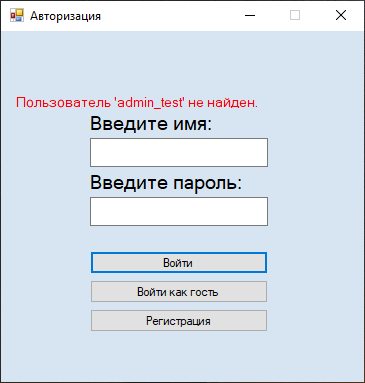 Авторизация
Пользователь 'admin_test' не найден.
Введите имя:
Введите пароль:
Войти
Войти как гость
Регистрация